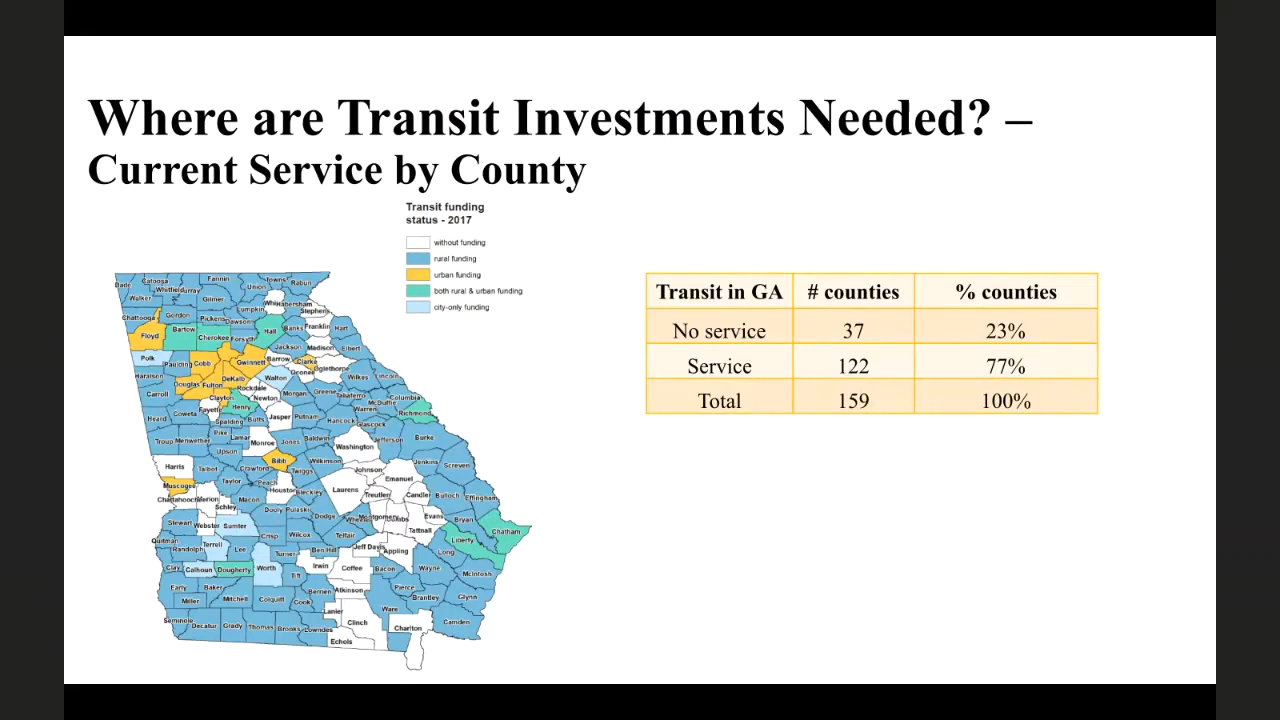 Where are Transit Investments Needed? –
Current Service by County
Transit funding
status - 2017
without funding
rural funding
urban funding
both rural & urban funding
city-only funding
Transit in GA # counties % counties
No service 37 23%
Service 122 77%
Total 159 100%
Dade
Catoosa
Fannin
Towns
Rabun
Walker
Whitfield
Murray
Union
Gilmer
Lumpkin
Habersham
Stephens
Chattooga
Gordon
Pickens
Dawson
Hall
Banks
Franklin
Hart
Floyd
Bartow
Cherokee
Forsyth
Jackson
Madison
Elbert
Polk
Paulding
Cobb
Gwinnett
Barrow
Clarke
Oconee
Oglethorpe
Haralson
Douglas
Fulton
DeKalb
Walton
Wilkes
Lincoln
Rockdale
Carroll
Clayton
Newton
Morgan
Greene
Taliaferro
McDuffie
Columbia
Fayette
Henry
Warren
Richmond
Heard
Coweta
Spalding
Butts
Jasper
Putnam
Hancock
Glascock
Pike
Lamar
Troup
Meriwether
Monroe
Jones
Baldwin
Washington
Jefferson
Burke
Upson
Harris
Talbot
Crawford
Bibb
Twiggs
Wilkinson
Johnson
Jenkins
Screven
Emanuel
Muscogee
Taylor
Peach
Houston
Bleckley
Laurens
Treutlen
Candler
Bulloch
Effingham
Marion
Schley
Macon
Dooly
Pulaski
Dodge
Wheeler
Montgomery
Evans
Bryan
Stewart
Webster
Sumter
Tattnall
Chatham
Quitman
Randolph
Terrell
Lee
Crisp
Wilcox
Telfair
Jeff Davis
Appling
Liberty
Long
Turner
Ben Hill
Clay
Calhoun
Dougherty
Worth
Irwin
Coffee
Bacon
Wayne
McIntosh
Tift
Early
Baker
Miller
Mitchell
Colquitt
Cook
Berrien
Atkinson
Pierce
Brantley
Glynn
Lanier
Ware
Seminole
Decatur
Grady
Thomas
Brooks
Lowndes
Clinch
Charlton
Camden
Echols